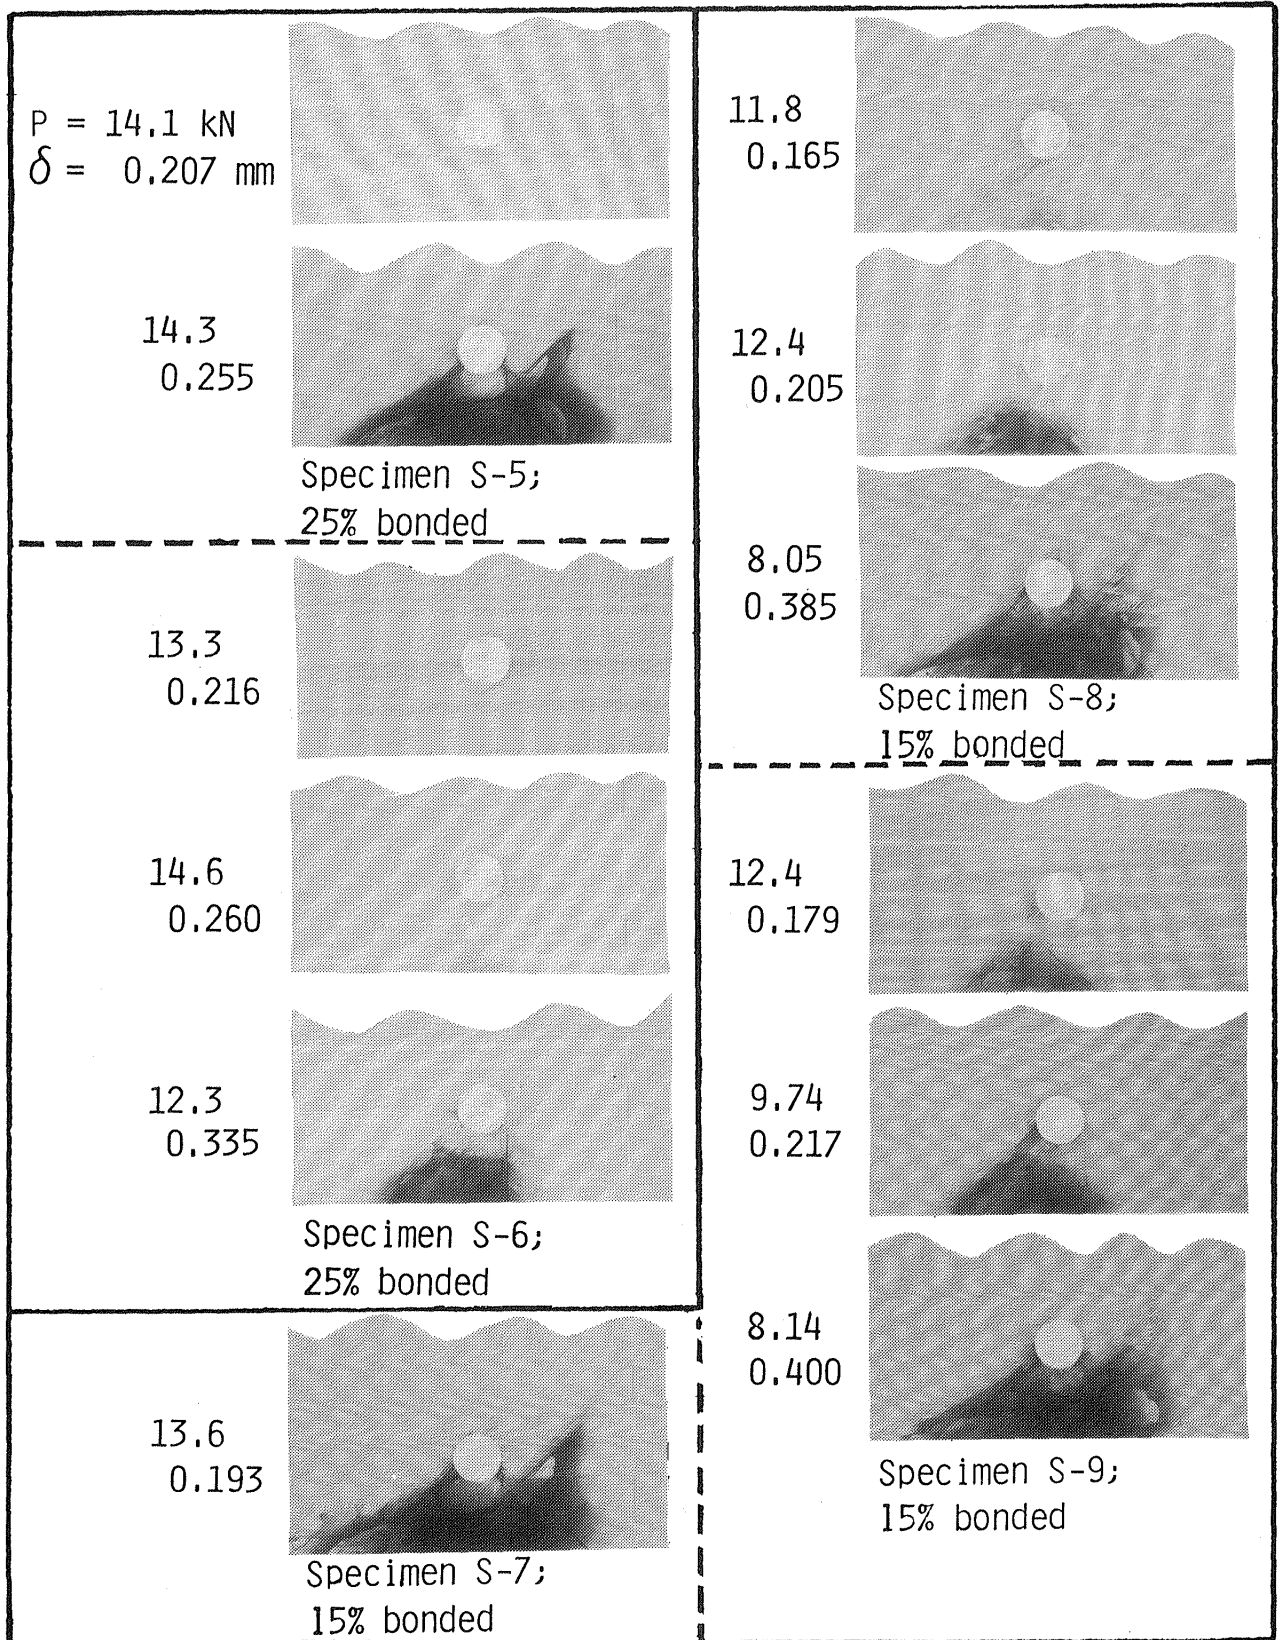 P = 14.1 kN
δ = 0.207 mm
14.3
0.255
Specimen S-5;
25% bonded
13.3
0.216
14.6
0.260
12.3
0.335
Specimen S-6;
25% bonded
13.6
0.193
Specimen S-7;
15% bonded
11.8
0.165
12.4
0.205
8.05
0.385
Specimen S-8;
15% bonded
12.4
0.179
9.74
0.217
8.14
0.400
Specimen S-9;
15% bonded